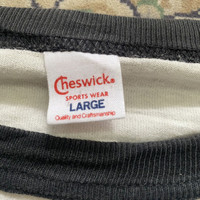 Cheswick®
SPORTS WEAR
LARGE
Quality and Craftsmanship